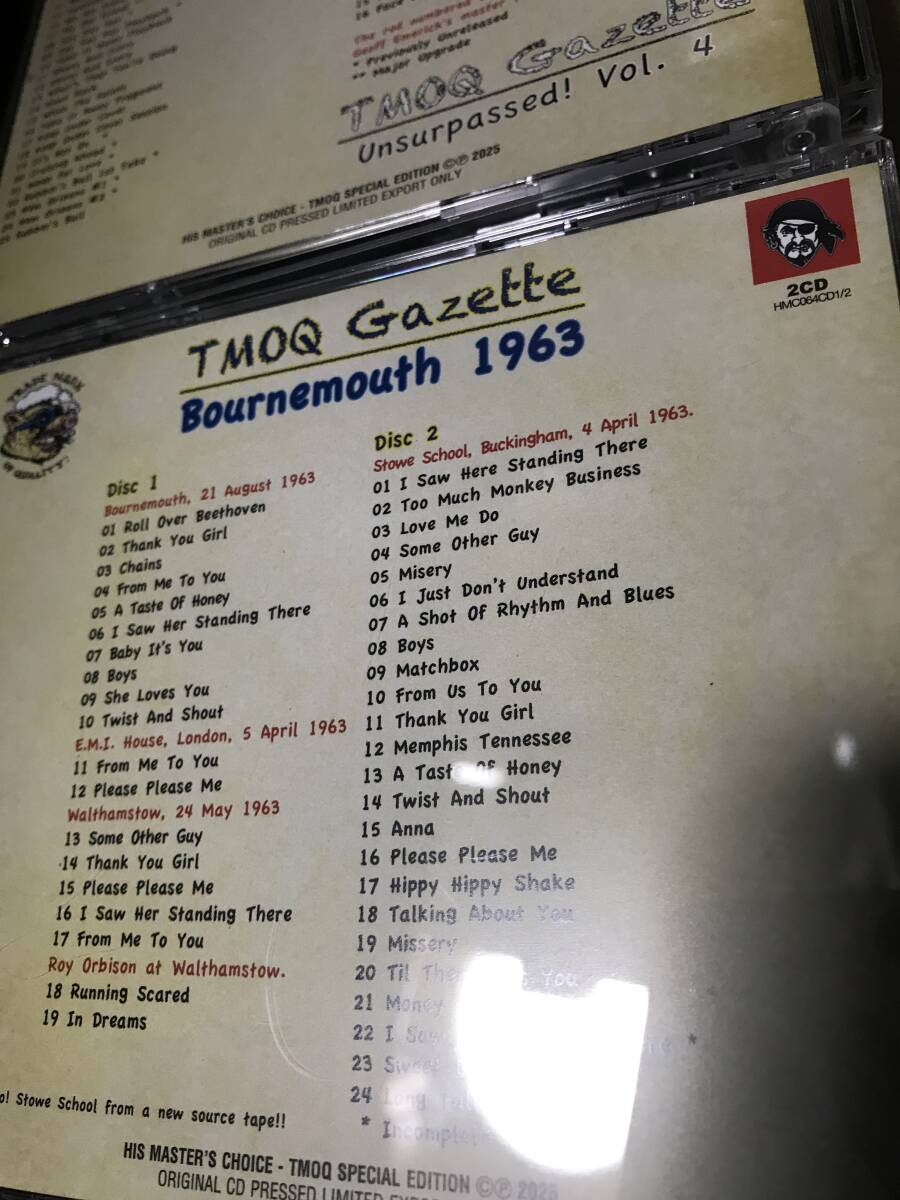 The red numbered
Geoff Emerick's master
* Previously Unreleased
** Major Upgrade
TMOQ Gazette
Unsurpassed! Vol. 4
HIS MASTER'S CHOICE - TMOQ SPECIAL EDITION ©℗ 2025
ORIGINAL CD PRESSED LIMITED EXPORT ONLY
2CD
HMC064CD1/2
TMOQ Gazette
Bournemouth 1963
TRADE MARK
OF QUALITY!
Disc 1
Bournemouth, 21 August 1963
01 Roll Over Beethoven
02 Thank You Girl
03 Chains
04 From Me To You
05 A Taste Of Honey
06 I Saw Her Standing There
07 Baby It's You
08 Boys
09 She Loves You
10 Twist And Shout
E.M.I. House, London, 5 April 1963
11 From Me To You
12 Please Please Me
Walthamstow, 24 May 1963
13 Some Other Guy
14 Thank You Girl
15 Please Please Me
16 I Saw Her Standing There
17 From Me To You
Roy Orbison at Walthamstow.
18 Running Scared
19 In Dreams
Disc 2
Stowe School, Buckingham, 4 April 1963.
01 I Saw Here Standing There
02 Too Much Monkey Business
03 Love Me Do
04 Some Other Guy
05 Misery
06 I Just Don't Understand
07 A Shot Of Rhythm And Blues
08 Boys
09 Matchbox
10 From Us To You
11 Thank You Girl
12 Memphis Tennessee
13 A Taste Of Honey
14 Twist And Shout
15 Anna
16 Please Please Me
17 Hippy Hippy Shake
18 Talking About You
19 Missery
20 Til You
21 Money
22 I Saw *
23
24 Long
* Incomplete
Stowe School from a new source tape!!
HIS MASTER'S CHOICE - TMOQ SPECIAL EDITION ©℗ 2025
ORIGINAL CD PRESSED LIMITED